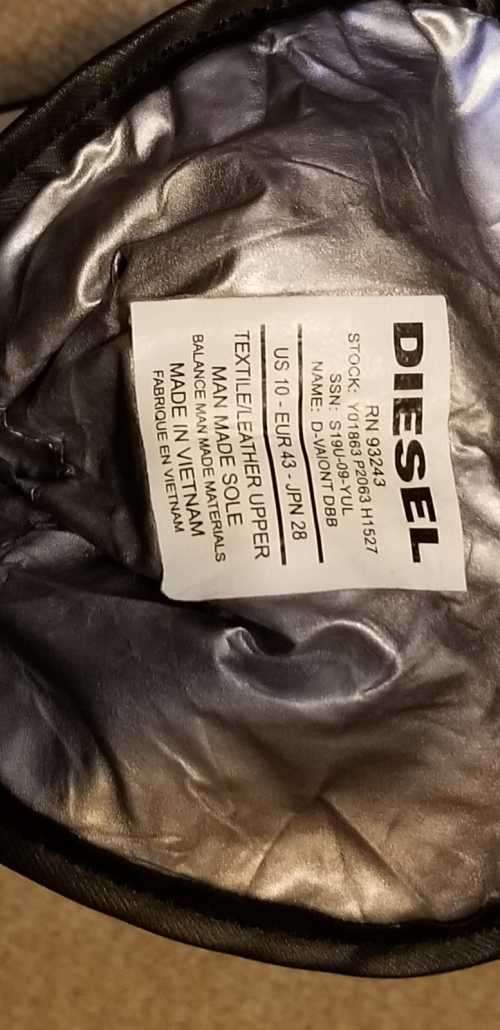 DIESEL
RN 93243
STOCK: Y01863 P2063 H1527
SSN: S19U-09-YUL
NAME: D-VAIONT DBB
US 10 - EUR 43 - JPN 28
TEXTILE/LEATHER UPPER
MAN MADE SOLE
BALANCE MAN MADE MATERIALS
MADE IN VIETNAM
FABRIQUE EN VIETNAM